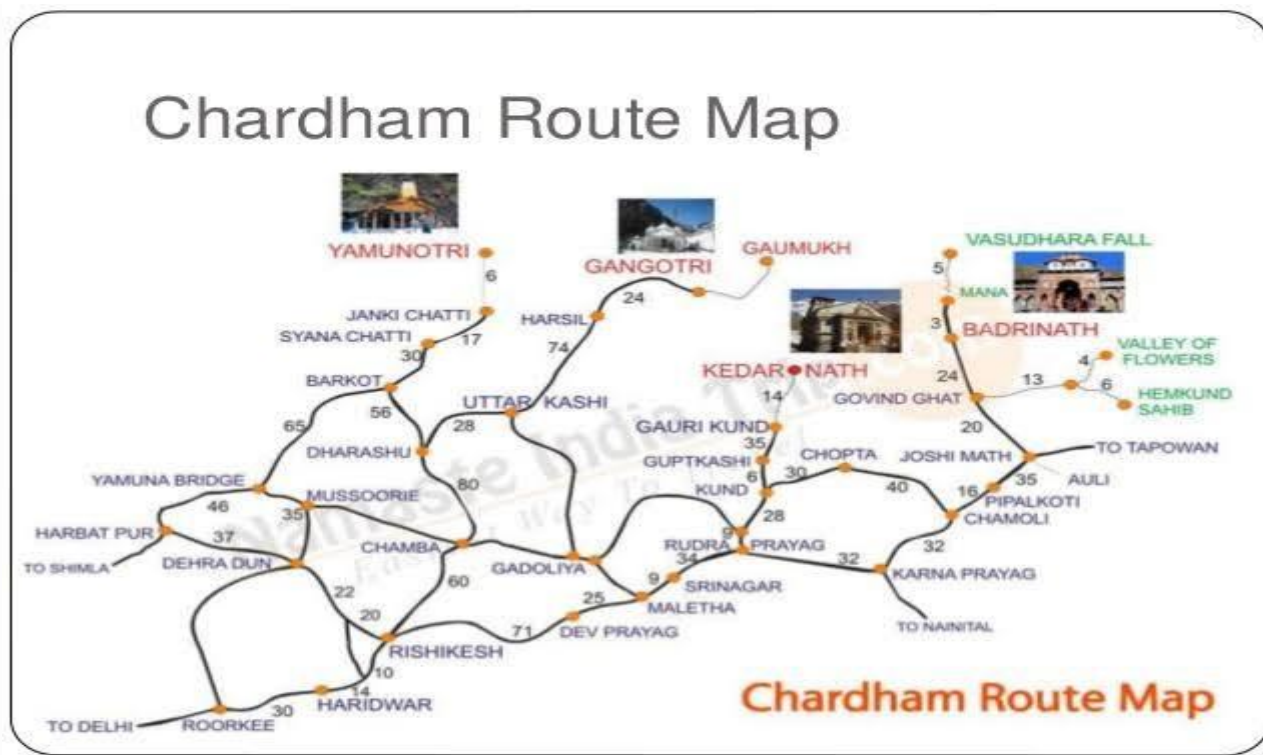 Chardham Route Map
YAMUNOTRI
GANGOTRI
GAUMUKH
VASUDHARA FALL
6
24
5
MANA
JANKI CHATTI
HARSIL
3
BADRINATH
SYANA CHATTI
17
30
74
KEDAR NATH
VALLEY OF
FLOWERS
4
BARKOT
24
13
6
HEMKUND
SAHIB
56
UTTAR KASHI
14
GOVIND GHAT
65
28
GAURI KUND
20
DHARASHU
35
CHOPTA
JOSHI MATH
TO TAPOWAN
GUPTKASHI
30
YAMUNA BRIDGE
80
6
40
16
35
AULI
MUSSOORIE
KUND
PIPALKOTI
46
35
28
CHAMOLI
HARBAT PUR
37
9
CHAMBA
RUDRA PRAYAG
32
TO SHIMLA
DEHRA DUN
GADOLIYA
34
32
KARNA PRAYAG
60
9
SRINAGAR
22
25
MALETHA
20
71
DEV PRAYAG
TO NAINITAL
RISHIKESH
10
14
HARIDWAR
TO DELHI
ROORKEE
30
Chardham Route Map
Namaste India Trip